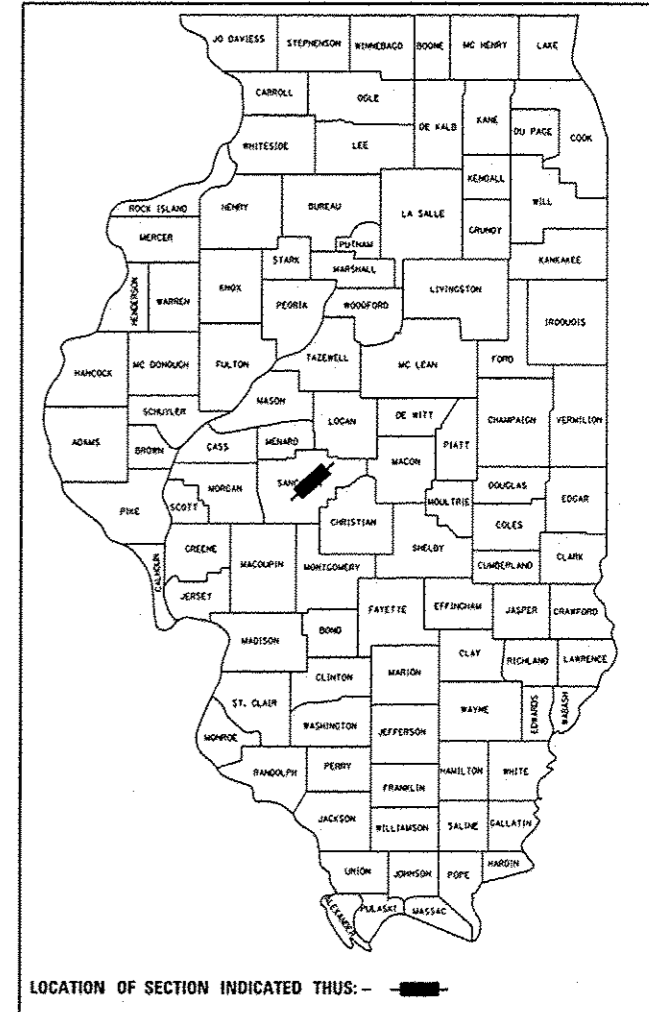 JO DAVIESS STEPHENSON WINNEBAGO BOONE MC HENRY LAKE
CARROLL OGLE DE KALB KANE DU PAGE COOK
WHITESIDE LEE KENDALL WILL
ROCK ISLAND HENRY BUREAU LA SALLE GRUNDY
MERCER PUTNAM KANKAKEE
STARK MARSHALL
HENDERSON WARREN KNOX PEORIA WOODFORD LIVINGSTON IROQUOIS
HANCOCK MC DONOUGH FULTON TAZEWELL MC LEAN FORD
SCHUYLER MASON LOGAN DE WITT CHAMPAIGN VERMILION
ADAMS BROWN CASS MENARD MACON PIATT
PIKE SCOTT MORGAN SANG DOUGLAS EDGAR
CHRISTIAN MOULTRIE COLES
CALHOUN GREENE MACOUPIN MONTGOMERY SHELBY CUMBERLAND CLARK
JERSEY FAYETTE EFFINGHAM JASPER CRAWFORD
MADISON BOND CLAY RICHLAND LAWRENCE
CLINTON MARION
ST. CLAIR WASHINGTON WAYNE EDWARDS WABASH
MONROE JEFFERSON
RANDOLPH PERRY HAMILTON WHITE
FRANKLIN
JACKSON WILLIAMSON SALINE GALLATIN
UNION JOHNSON POPE HARDIN
ALEXANDER PULASKI MASSAC
LOCATION OF SECTION INDICATED THUS: -